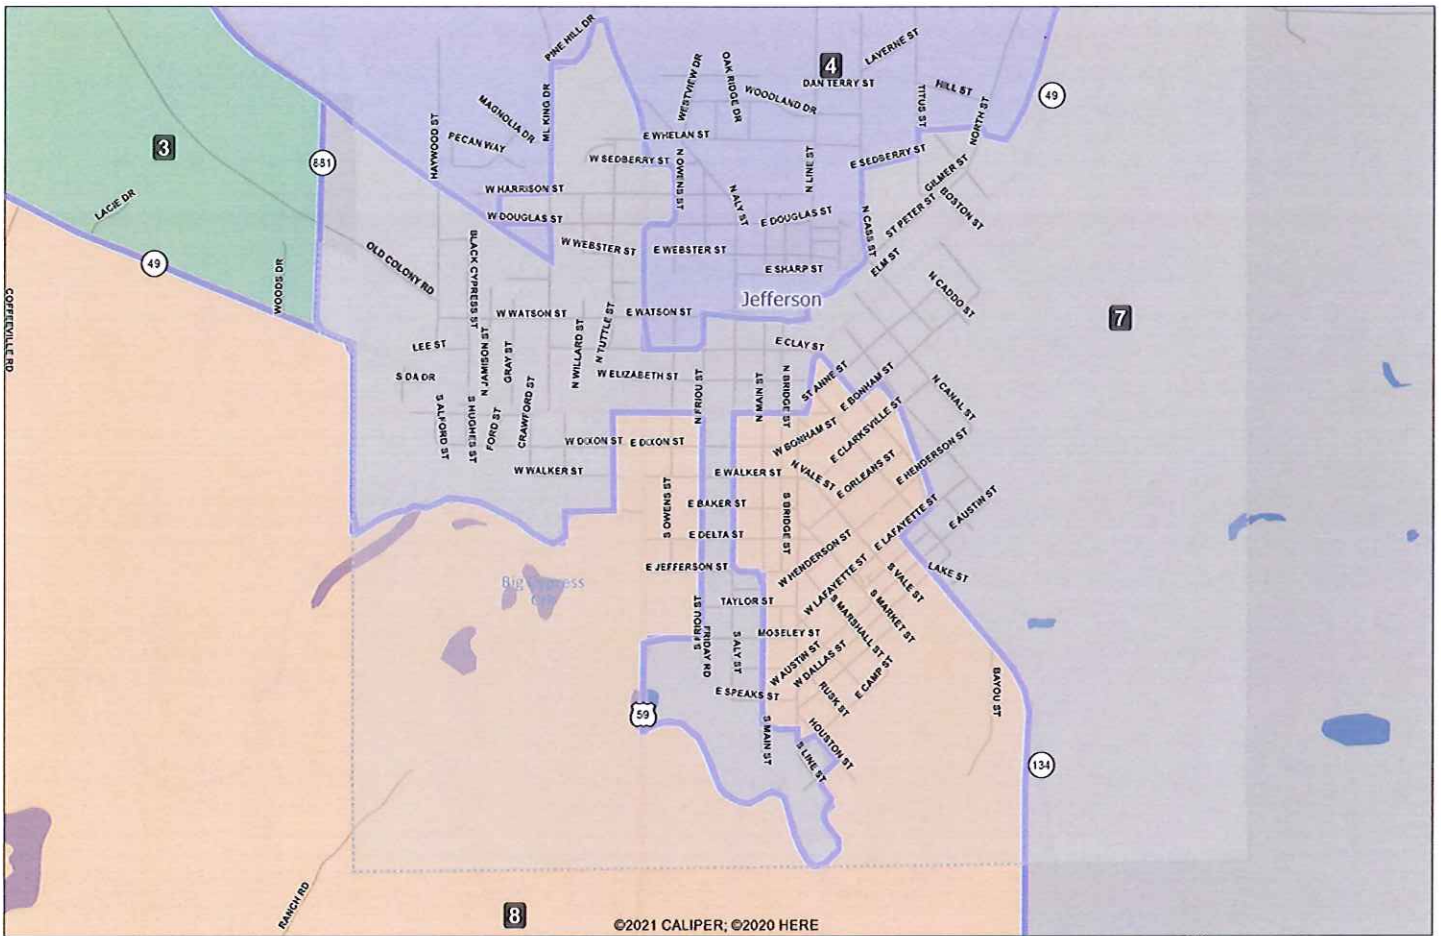 PINE HILL DR
LAVERNE ST
4
WESTVIEW DR
OAK RIDGE DR
DAN TERRY ST
HILL ST
49
WOODLAND DR
TITUS ST
NORTH ST
MAGNOLIA DR
ML KING DR
E WHELAN ST
3
HAYWOOD ST
PECAN WAY
W SEDBERRY ST
E SEDBERRY ST
881
N OWENS ST
N LINE ST
GILMER ST
W HARRISON ST
N ALY ST
BOSTON ST
LACIE DR
W DOUGLAS ST
E DOUGLAS ST
N CASS ST
ST PETER ST
W WEBSTER ST
E WEBSTER ST
49
OLD COLONY RD
BLACK CYPRESS ST
E SHARP ST
ELM ST
WOODS DR
N CADDO ST
COFFEEVILLE RD
Jefferson
W WATSON ST
E WATSON ST
7
LEE ST
N JAMISON ST
GRAY ST
N WILLARD ST
N TUTTLE ST
E CLAY ST
S DA DR
W ELIZABETH ST
N FRIOU ST
N MAIN ST
N BRIDGE ST
ST ANNE ST
E BONHAM ST
N CANAL ST
S ALFORD ST
S HUGHES ST
FORD ST
CRAWFORD ST
W DIXON ST
E DIXON ST
W BONHAM ST
E CLARKSVILLE ST
W WALKER ST
E WALKER ST
N VALE ST
E ORLEANS ST
E HENDERSON ST
S OWENS ST
E BAKER ST
S BRIDGE ST
E LAFAYETTE ST
E AUSTIN ST
E DELTA ST
W HENDERSON ST
E JEFFERSON ST
LAKE ST
Big Cypress
W LAFAYETTE ST
S VALE ST
TAYLOR ST
S MARSHALL ST
S MARKET ST
S FRIOU ST
FRIDAY RD
S ALY ST
MOSELEY ST
W AUSTIN ST
W DALLAS ST
E CAMP ST
BAYOU ST
E SPEAKS ST
RUSK ST
59
S MAIN ST
HOUSTON ST
S LINE ST
134
RANCH RD
8
©2021 CALIPER; ©2020 HERE